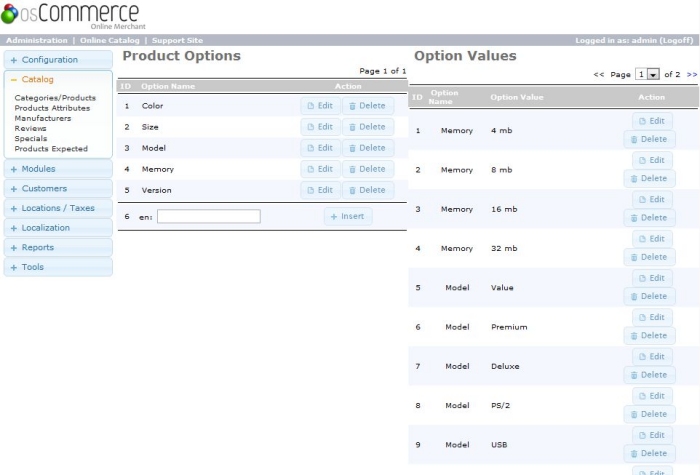 osCommerce
Online Merchant
Administration | Online Catalog | Support Site
Logged in as: admin (Logoff)
+ Configuration
− Catalog
Categories/Products
Products Attributes
Manufacturers
Reviews
Specials
Products Expected
+ Modules
+ Customers
+ Locations / Taxes
+ Localization
+ Reports
+ Tools
Product Options
Page 1 of 1
ID Option Name Action
1 Color Edit Delete
2 Size Edit Delete
3 Model Edit Delete
4 Memory Edit Delete
5 Version Edit Delete
6 en: + Insert
Option Values
<< Page 1 of 2 >>
ID Option Name Option Value Action
1 Memory 4 mb Edit Delete
2 Memory 8 mb Edit Delete
3 Memory 16 mb Edit Delete
4 Memory 32 mb Edit Delete
5 Model Value Edit Delete
6 Model Premium Edit Delete
7 Model Deluxe Edit Delete
8 Model PS/2 Edit Delete
9 Model USB Edit Delete
Edit